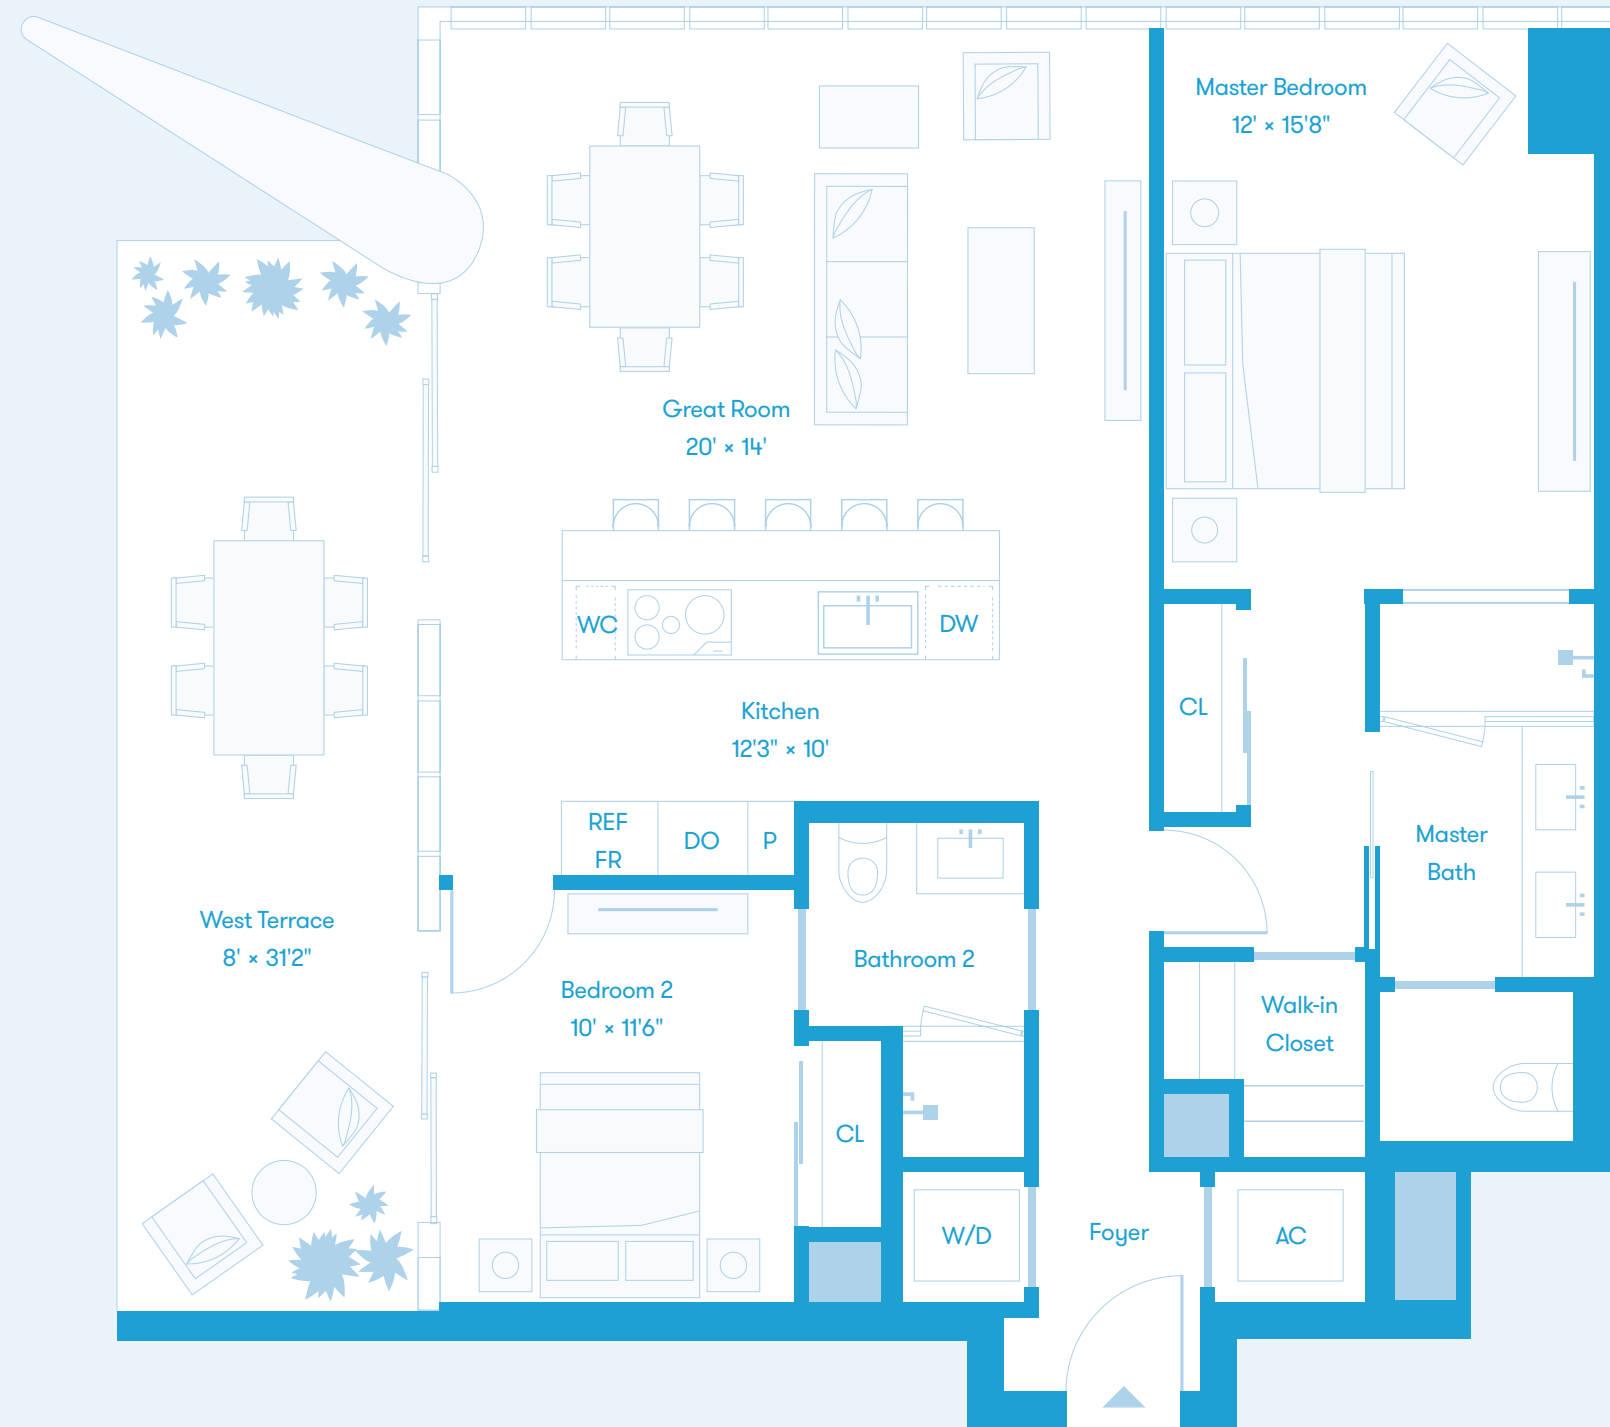 Master Bedroom
12' × 15'8"
Great Room
20' × 14'
WC
DW
Kitchen
12'3" × 10'
CL
REF
FR
DO
P
Master
Bath
West Terrace
8' × 31'2"
Bathroom 2
Bedroom 2
10' × 11'6"
Walk-in
Closet
CL
W/D
Foyer
AC